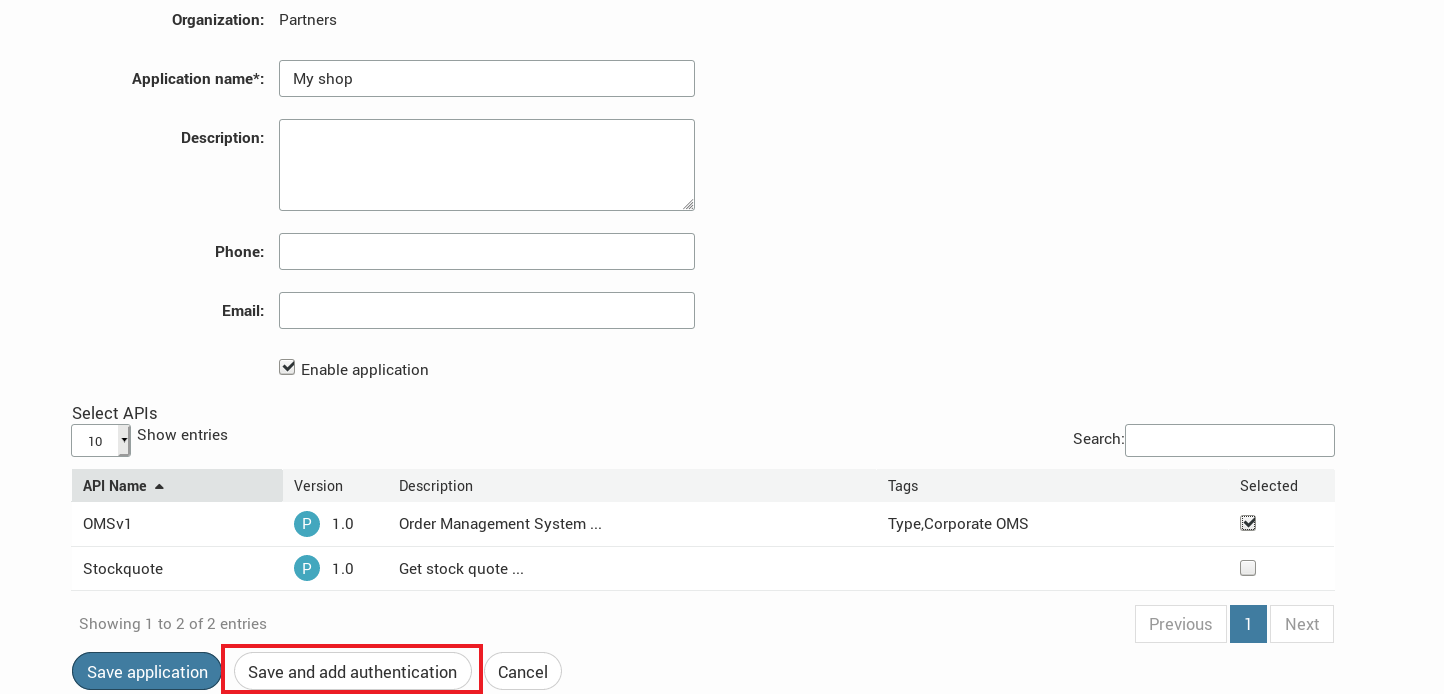 Organization: Partners
Application name*: My shop
Description:
Phone:
Email:
Enable application
Select APIs
10 Show entries Search:
API Name Version Description Tags Selected
OMSv1 P 1.0 Order Management System ... Type,Corporate OMS
Stockquote P 1.0 Get stock quote ...
Showing 1 to 2 of 2 entries Previous 1 Next
Save application Save and add authentication Cancel